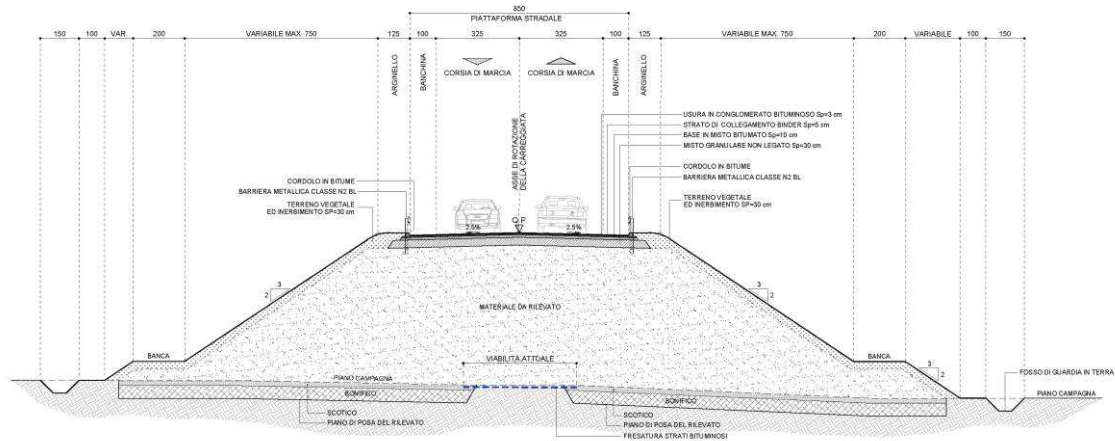 850
PIATTAFORMA STRADALE
150 100 VAR. 200 VARIABILE MAX. 750 125 100 325 325 100 125 VARIABILE MAX. 750 200 VARIABILE 100 150
ARGINELLO
BANCHINA
CORSIA DI MARCIA
CORSIA DI MARCIA
BANCHINA
ARGINELLO
ASSE DI ROTAZIONE
DELLA CARREGGIATA
USURA IN CONGLOMERATO BITUMINOSO Sp=3 cm
STRATO DI COLLEGAMENTO BINDER Sp=5 cm
BASE IN MISTO BITUMATO Sp=10 cm
MISTO GRANULARE NON LEGATO Sp=30 cm
CORDOLO IN BITUME
BARRIERA METALLICA CLASSE N2 BL
TERRENO VEGETALE
ED INERBIMENTO SP=30 cm
CORDOLO IN BITUME
BARRIERA METALLICA CLASSE N2 BL
TERRENO VEGETALE
ED INERBIMENTO SP=30 cm
Q.P.
2.5% 2.5%
3
2
3
2
MATERIALE DA RILEVATO
BANCA
VIABILITA' ATTUALE
BANCA
3
2
PIANO CAMPAGNA
FOSSO DI GUARDIA IN TERRA
BONIFICO
BONIFICO
PIANO CAMPAGNA
SCOTICO
SCOTICO
PIANO DI POSA DEL RILEVATO
PIANO DI POSA DEL RILEVATO
FRESATURA STRATI BITUMINOSI